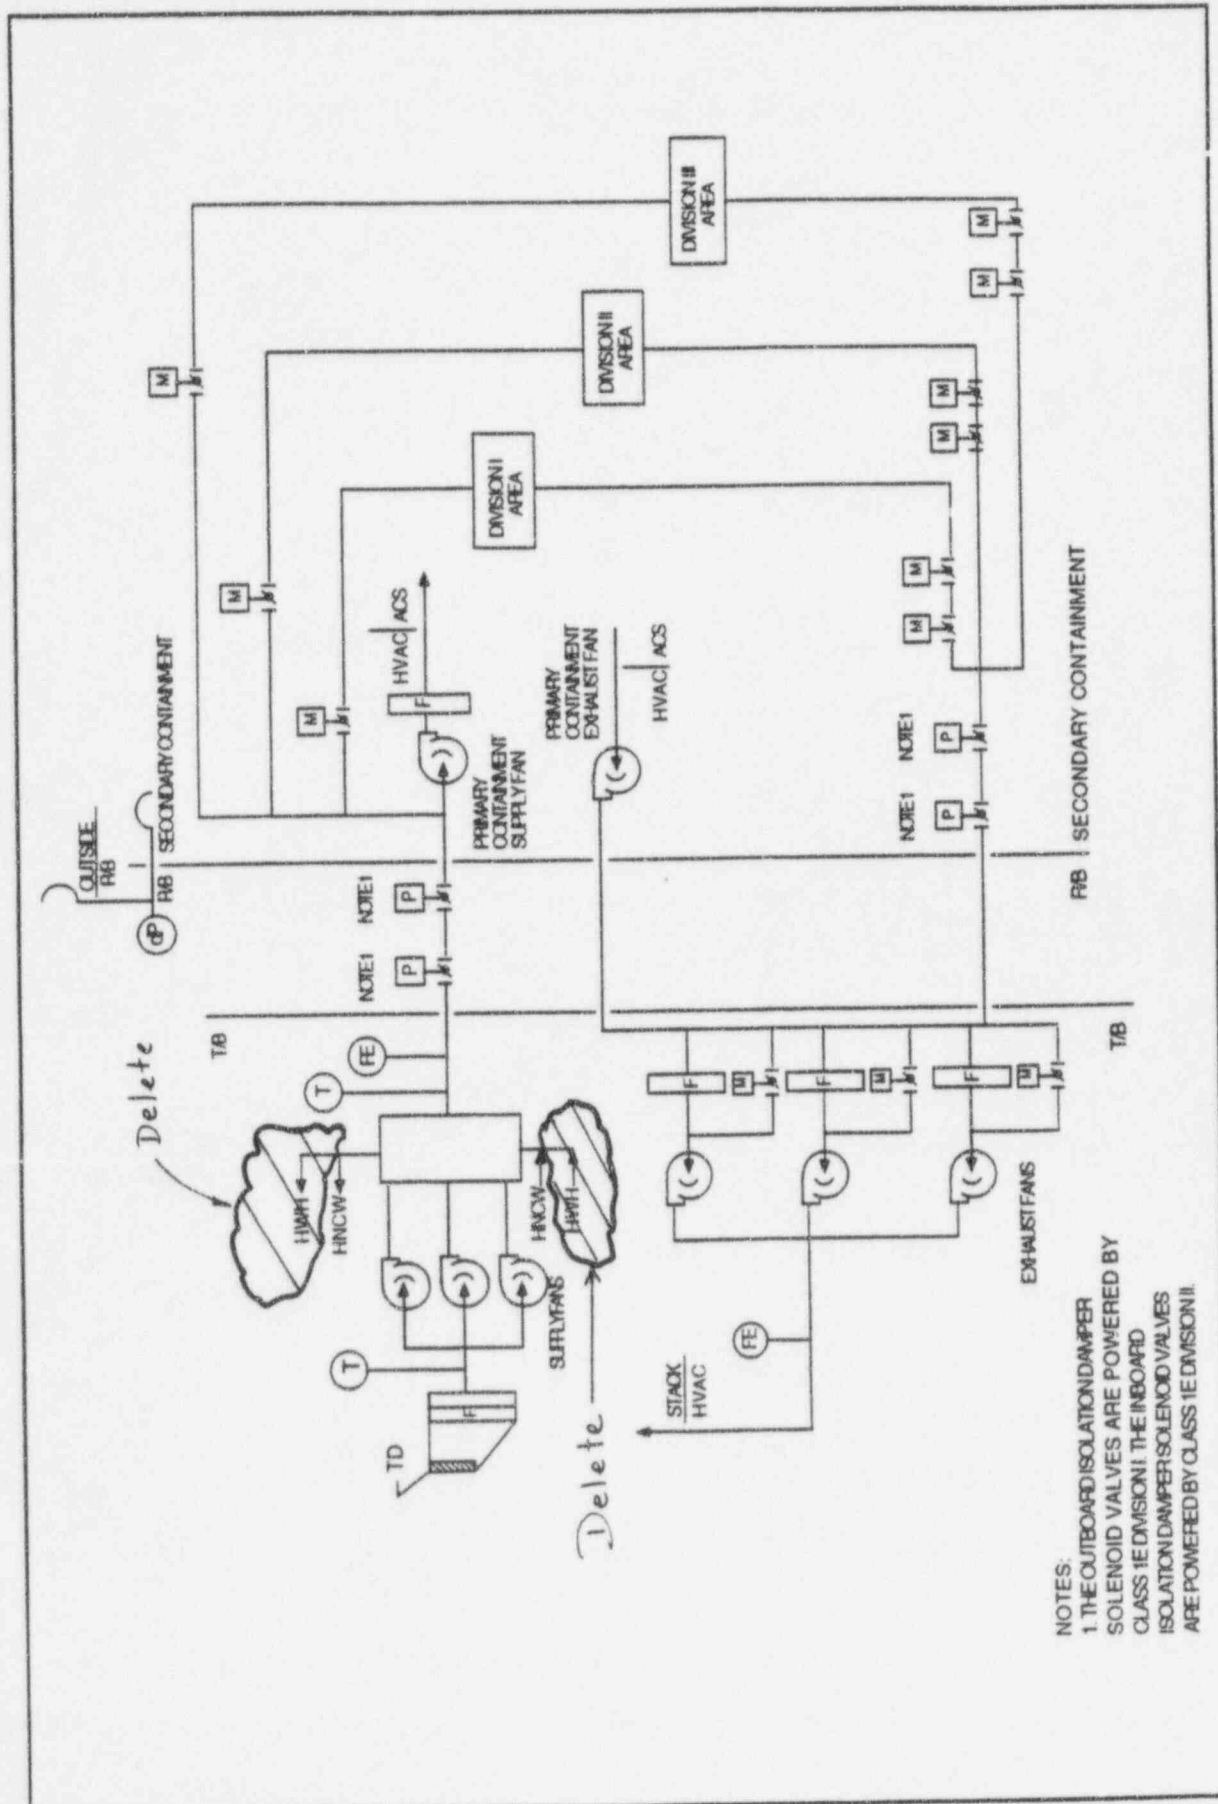 OUTSIDE
R/B
dP
R/B
SECONDARY CONTAINMENT
Delete
T/B
HWH
HNCW
T
FE
NOTE 1
P
NOTE 1
P
M
M
M
DIVISION I
AREA
DIVISION II
AREA
DIVISION III
AREA
HVAC
ACS
F
PRIMARY
CONTAINMENT
SUPPLY FAN
TD
F
T
SUPPLY FANS
HNCW
HWH
Delete
PRIMARY
CONTAINMENT
EXHAUST FAN
HVAC
ACS
STACK
HVAC
FE
F
M
F
M
F
M
EXHAUST FANS
T/B
NOTE 1
P
NOTE 1
P
M
M
M
M
M
M
R/B
SECONDARY CONTAINMENT
NOTES:
1. THE OUTBOARD ISOLATION DAMPER
SOLENOID VALVES ARE POWERED BY
CLASS 1E DIVISION I. THE INBOARD
ISOLATION DAMPER SOLENOID VALVES
ARE POWERED BY CLASS 1E DIVISION II.